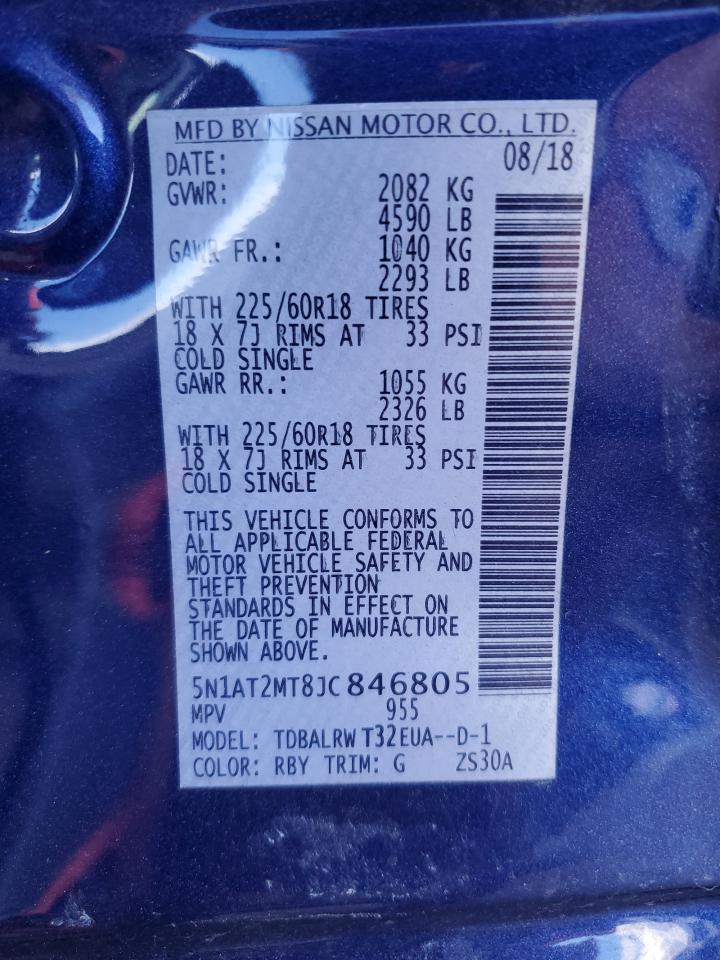 MFD BY NISSAN MOTOR CO., LTD.
DATE: 08/18
GVWR: 2082 KG
4590 LB
GAWR FR.: 1040 KG
2293 LB
WITH 225/60R18 TIRES
18 X 7J RIMS AT 33 PSI
COLD SINGLE
GAWR RR.: 1055 KG
2326 LB
WITH 225/60R18 TIRES
18 X 7J RIMS AT 33 PSI
COLD SINGLE
THIS VEHICLE CONFORMS TO
ALL APPLICABLE FEDERAL
MOTOR VEHICLE SAFETY AND
THEFT PREVENTION
STANDARDS IN EFFECT ON
THE DATE OF MANUFACTURE
SHOWN ABOVE.
5N1AT2MT8JC846805
MPV 955
MODEL: TDBALRW T32EUA--D-1
COLOR: RBY TRIM: G ZS30A